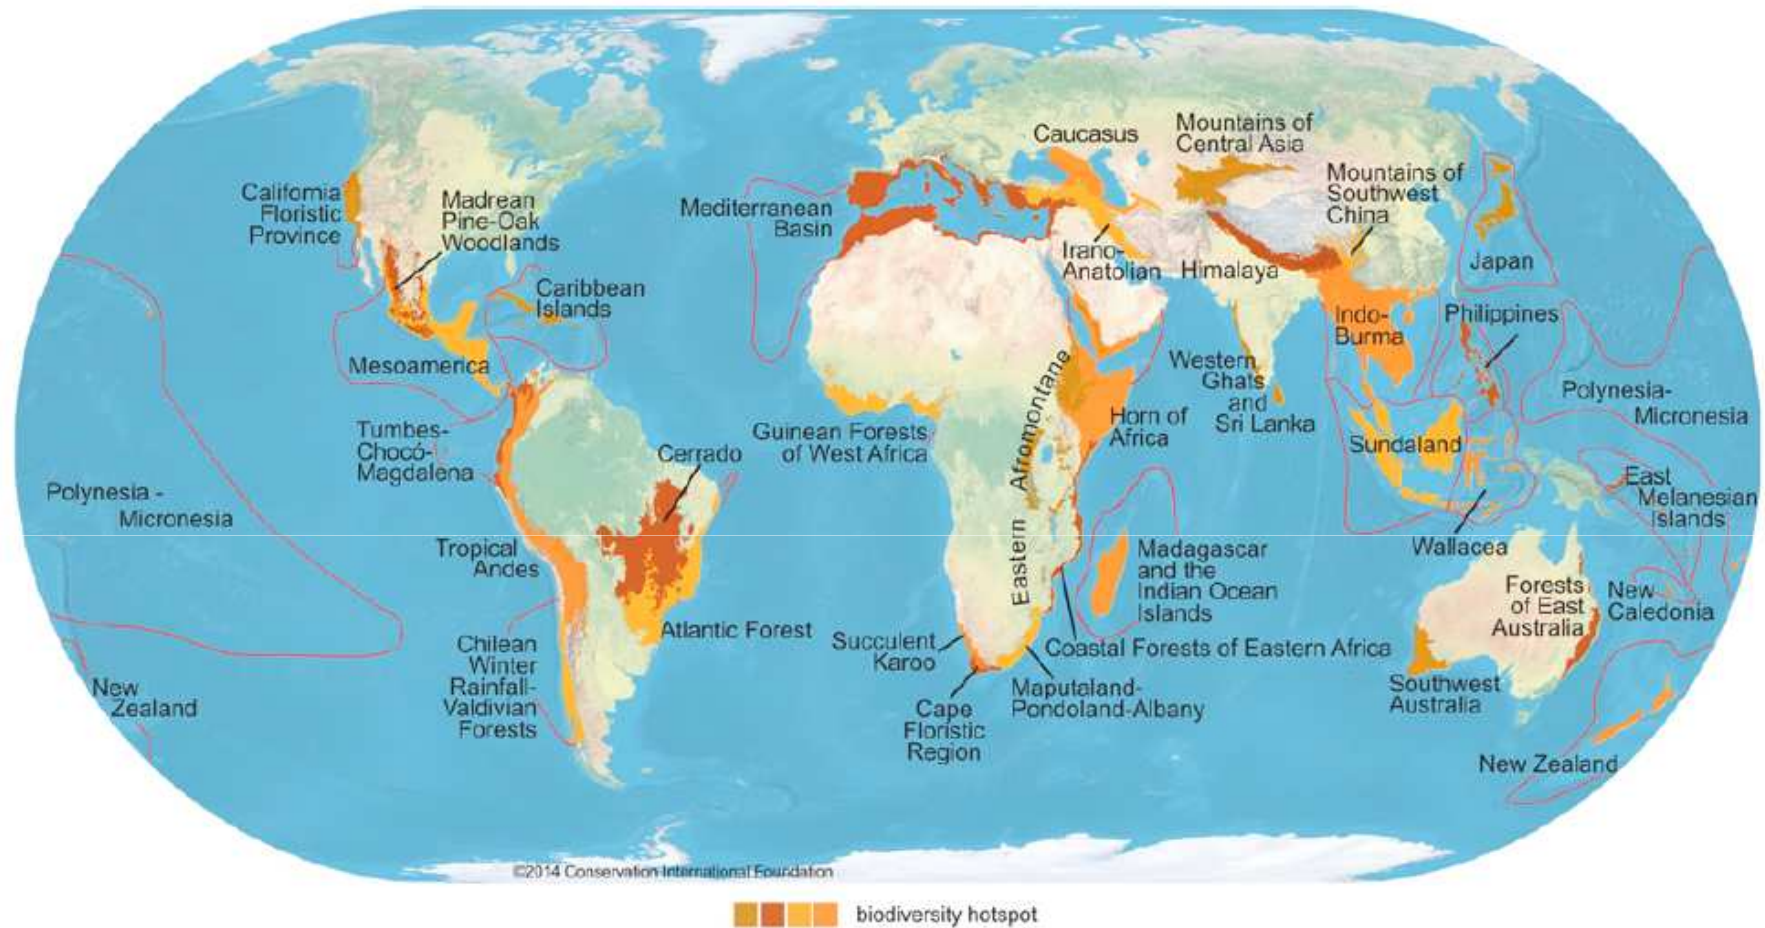 Caucasus
Mountains of
Central Asia
Mountains of
Southwest
China
California
Floristic
Province
Madrean
Pine-Oak
Woodlands
Mediterranean
Basin
Irano-
Anatolian
Himalaya
Japan
Caribbean
Islands
Indo-
Burma
Philippines
Mesoamerica
Western
Ghats
and
Sri Lanka
Polynesia-
Micronesia
Tumbes-
Chocó-
Magdalena
Cerrado
Guinean Forests
of West Africa
Eastern Afromontane
Horn of
Africa
Sundaland
Polynesia -
Micronesia
East
Melanesian
Islands
Tropical
Andes
Madagascar
and the
Indian Ocean
Islands
Wallacea
Forests
of East
Australia
New
Caledonia
Atlantic Forest
Chilean
Winter
Rainfall-
Valdivian
Forests
Succulent
Karoo
Coastal Forests of Eastern Africa
Cape
Floristic
Region
Maputaland-
Pondoland-Albany
Southwest
Australia
New
Zealand
New Zealand
©2014 Conservation International Foundation
biodiversity hotspot